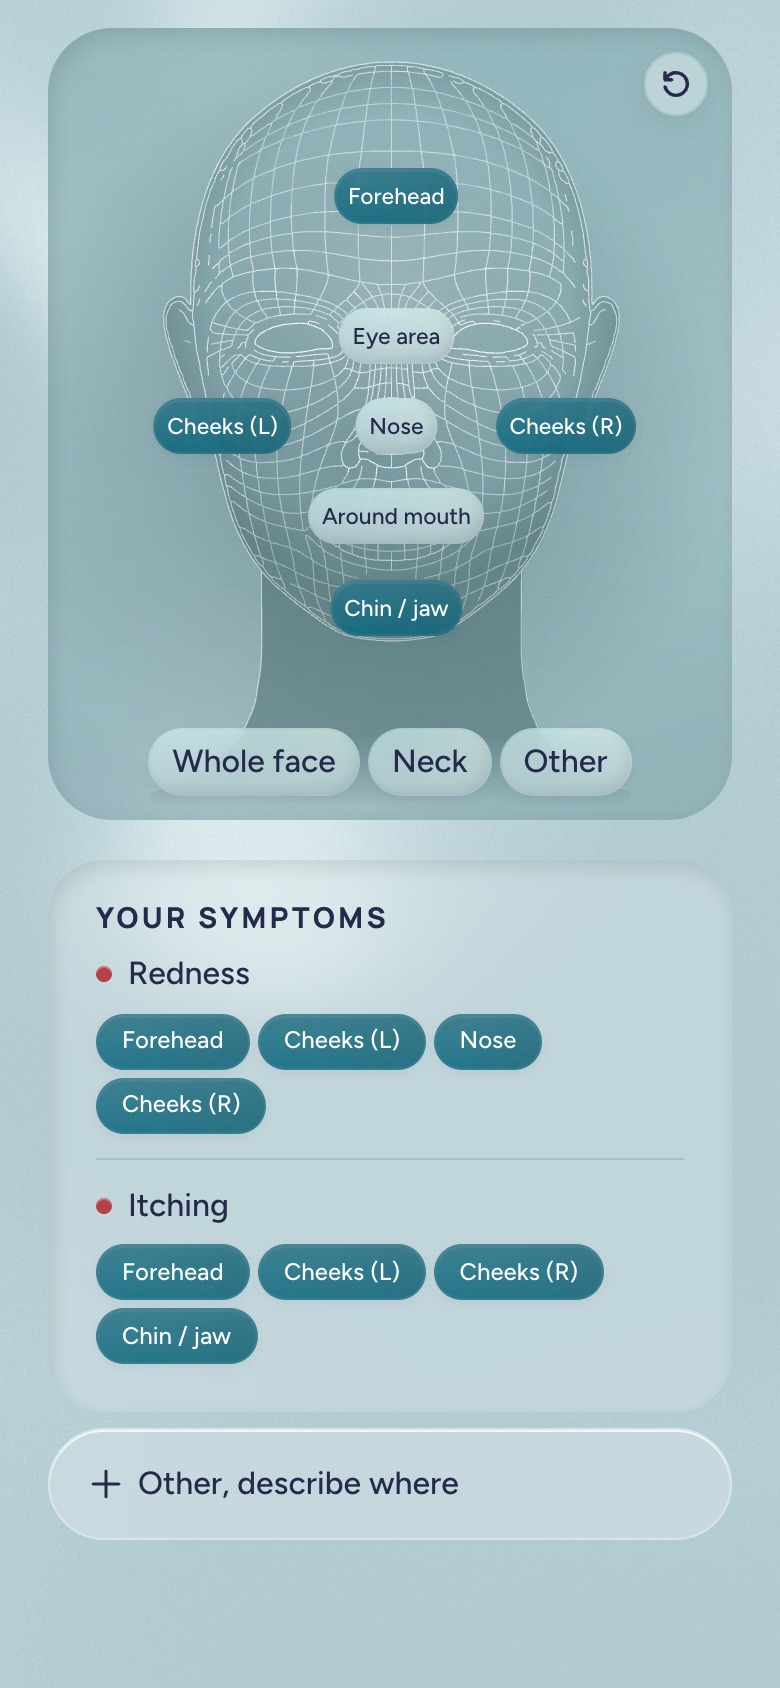 Forehead
Eye area
Cheeks (L) Nose Cheeks (R)
Around mouth
Chin / jaw
Whole face Neck Other
YOUR SYMPTOMS
Redness
Forehead Cheeks (L) Nose
Cheeks (R)
Itching
Forehead Cheeks (L) Cheeks (R)
Chin / jaw
+ Other, describe where